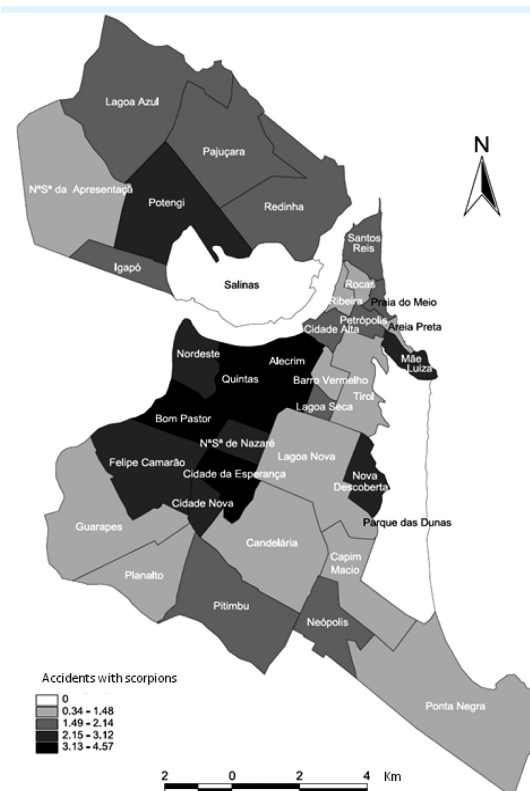 Lagoa Azul
Pajuçara
N
NªSª da Apresentaçã
Potengi
Redinha
Igapó
Santos
Reis
Salinas
Rocas
Ribeira
Praia do Meio
Petrópolis
Cidade Alta
Areia Preta
Nordeste
Alecrim
Mãe
Luiza
Quintas
Barro Vermelho
Tirol
Lagoa Seca
Bom Pastor
NªSª de Nazaré
Lagoa Nova
Felipe Camarão
Cidade da Esperança
Nova
Descoberta
Cidade Nova
Guarapes
Parque das Dunas
Candelária
Capim
Macio
Planalto
Pitimbu
Neópolis
Accidents with scorpions
0
0.34 - 1.48
1.49 - 2.14
2.15 - 3.12
3.13 - 4.57
Ponta Negra
2 0 2 4 Km